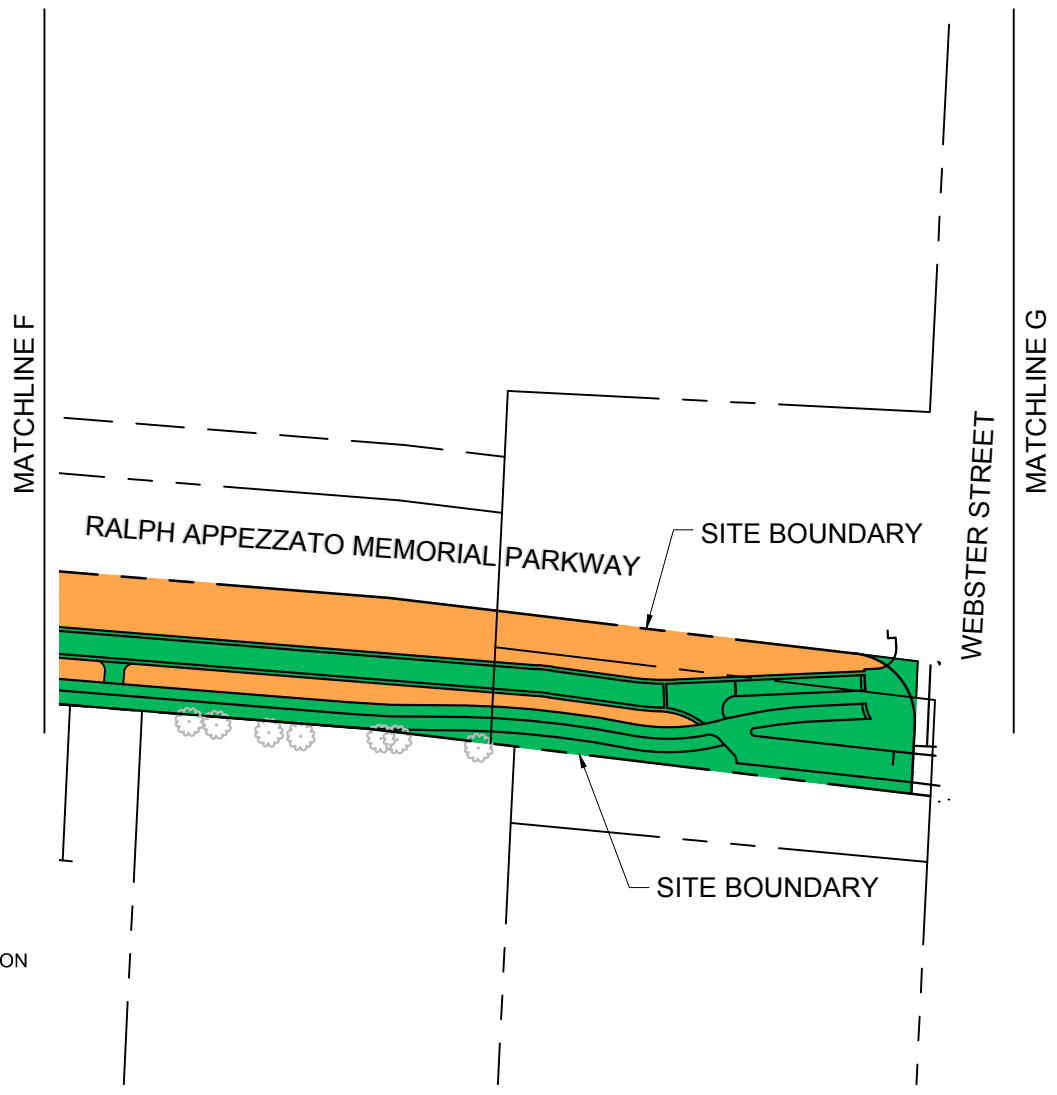 MATCHLINE F
RALPH APPEZZATO MEMORIAL PARKWAY
SITE BOUNDARY
WEBSTER STREET
MATCHLINE G
SITE BOUNDARY
ON